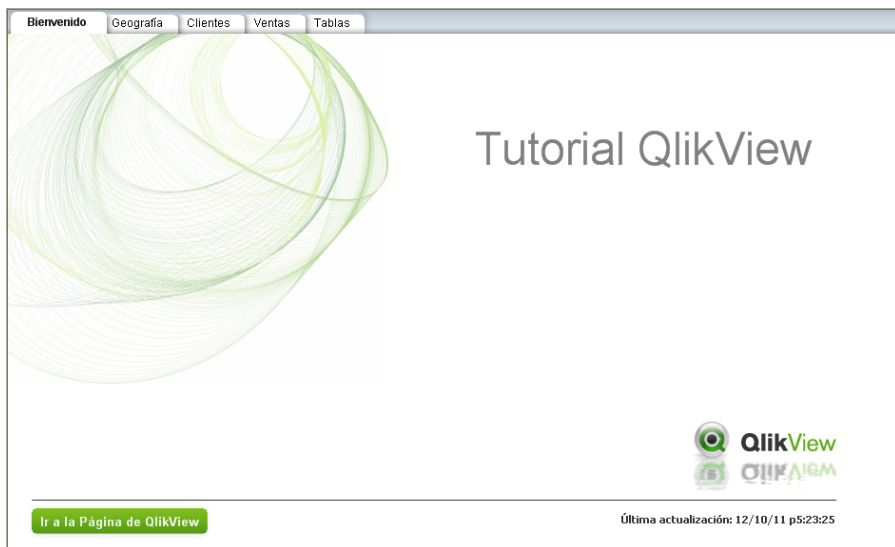 Bienvenido Geografía Clientes Ventas Tablas
Tutorial QlikView
QlikView
Ir a la Página de QlikView
Última actualización: 12/10/11 p5:23:25